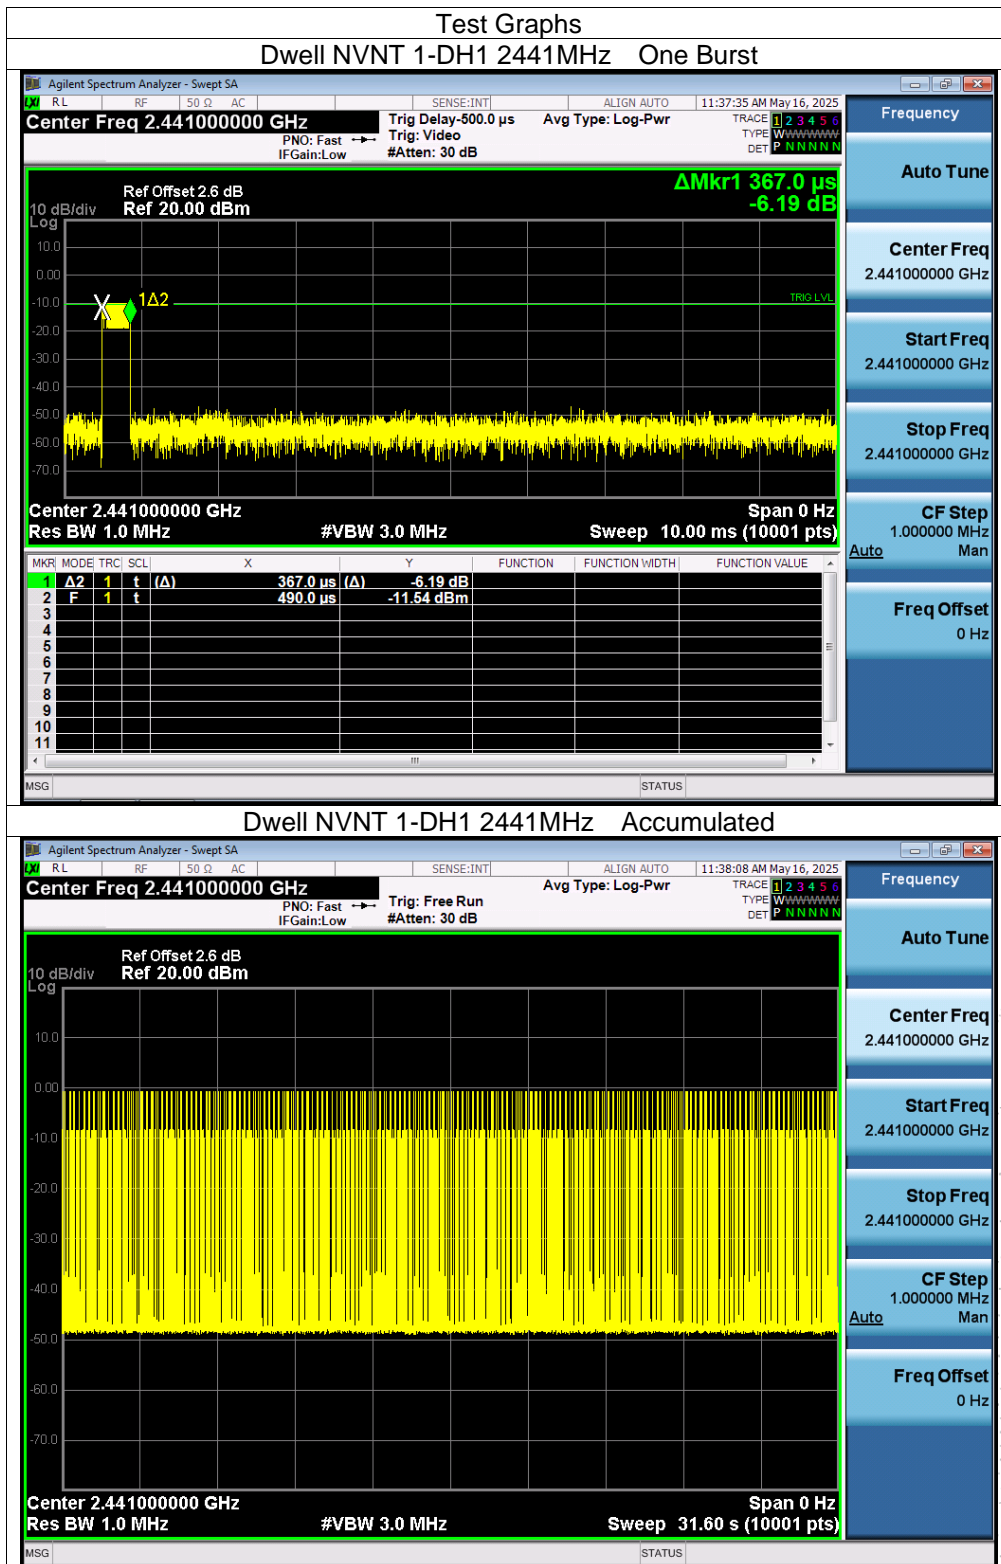 Test Graphs
Dwell NVNT 1-DH1 2441MHz One Burst
Agilent Spectrum Analyzer - Swept SA
LXI RL RF 50 Ω AC SENSE:INT ALIGN AUTO 11:37:35 AM May 16, 2025
Center Freq 2.441000000 GHz Trig Delay-500.0 µs Avg Type: Log-Pwr TRACE 1 2 3 4 5 6
PNO: Fast Trig: Video TYPE WWWWWWW
IFGain:Low #Atten: 30 dB DET P N N N N N
Frequency
Auto Tune
Center Freq
2.441000000 GHz
Start Freq
2.441000000 GHz
Stop Freq
2.441000000 GHz
CF Step
1.000000 MHz
Auto Man
Freq Offset
0 Hz
ΔMkr1 367.0 µs
-6.19 dB
Ref Offset 2.6 dB
10 dB/div Ref 20.00 dBm
Log
10.0
0.00
-10.0
-20.0
-30.0
-40.0
-50.0
-60.0
-70.0
1Δ2
TRIG LVL
Center 2.441000000 GHz Span 0 Hz
Res BW 1.0 MHz #VBW 3.0 MHz Sweep 10.00 ms (10001 pts)
MKR MODE TRC SCL X Y FUNCTION FUNCTION WIDTH FUNCTION VALUE
1 Δ2 1 t (Δ) 367.0 µs (Δ) -6.19 dB
2 F 1 t 490.0 µs -11.54 dBm
3
4
5
6
7
8
9
10
11
MSG STATUS
Dwell NVNT 1-DH1 2441MHz Accumulated
Agilent Spectrum Analyzer - Swept SA
LXI RL RF 50 Ω AC SENSE:INT ALIGN AUTO 11:38:08 AM May 16, 2025
Center Freq 2.441000000 GHz Avg Type: Log-Pwr TRACE 1 2 3 4 5 6
PNO: Fast Trig: Free Run TYPE WWWWWWW
IFGain:Low #Atten: 30 dB DET P N N N N N
Frequency
Auto Tune
Center Freq
2.441000000 GHz
Start Freq
2.441000000 GHz
Stop Freq
2.441000000 GHz
CF Step
1.000000 MHz
Auto Man
Freq Offset
0 Hz
Ref Offset 2.6 dB
10 dB/div Ref 20.00 dBm
Log
10.0
0.00
-10.0
-20.0
-30.0
-40.0
-50.0
-60.0
-70.0
Center 2.441000000 GHz Span 0 Hz
Res BW 1.0 MHz #VBW 3.0 MHz Sweep 31.60 s (10001 pts)
MSG STATUS